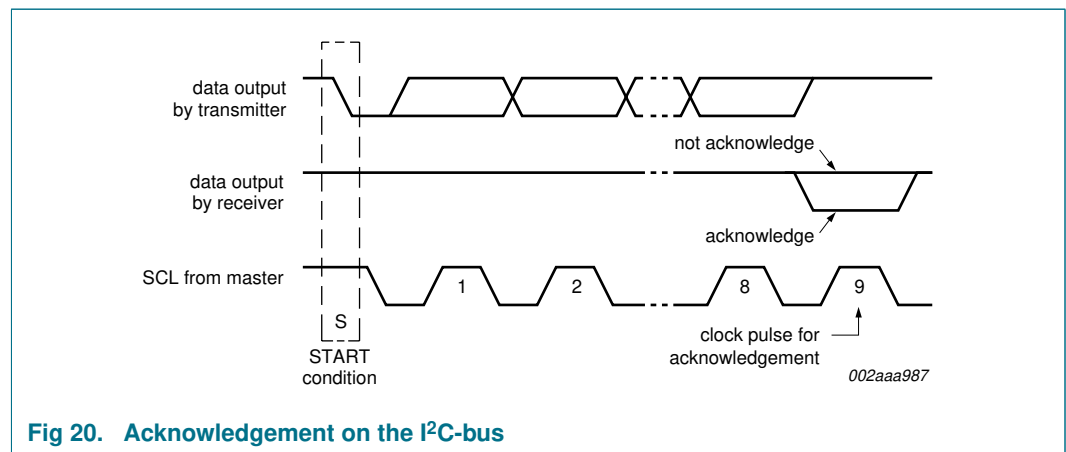 data output
by transmitter
not acknowledge
data output
by receiver
acknowledge
SCL from master
1
2
8
9
S
START
condition
clock pulse for
acknowledgement
002aaa987
Fig 20. Acknowledgement on the I²C-bus